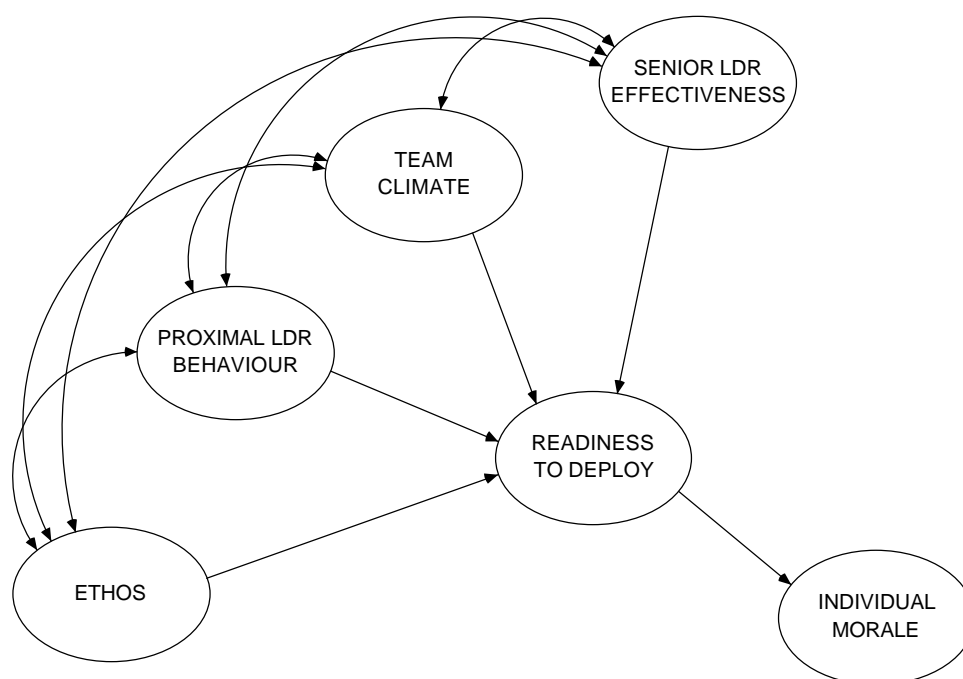 SENIOR LDR
EFFECTIVENESS
TEAM
CLIMATE
PROXIMAL LDR
BEHAVIOUR
READINESS
TO DEPLOY
ETHOS
INDIVIDUAL
MORALE